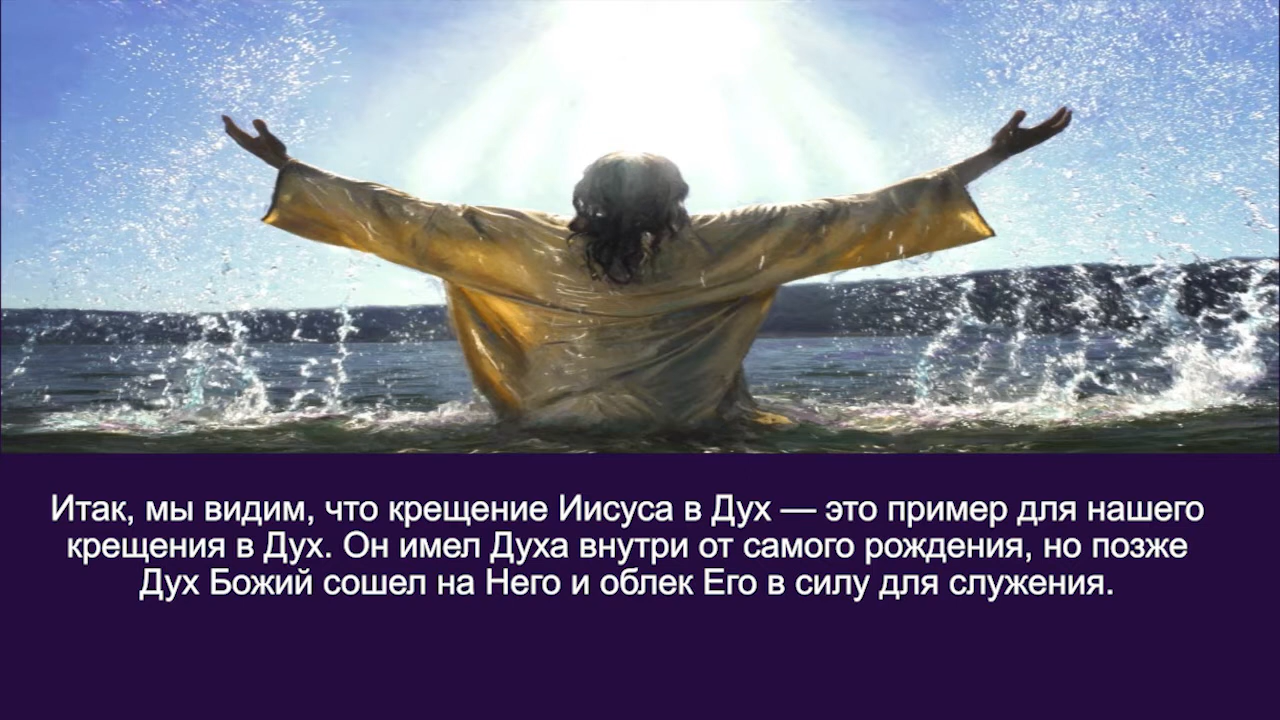 Итак, мы видим, что крещение Иисуса в Дух — это пример для нашего
крещения в Дух. Он имел Духа внутри от самого рождения, но позже
Дух Божий сошел на Него и облек Его в силу для служения.